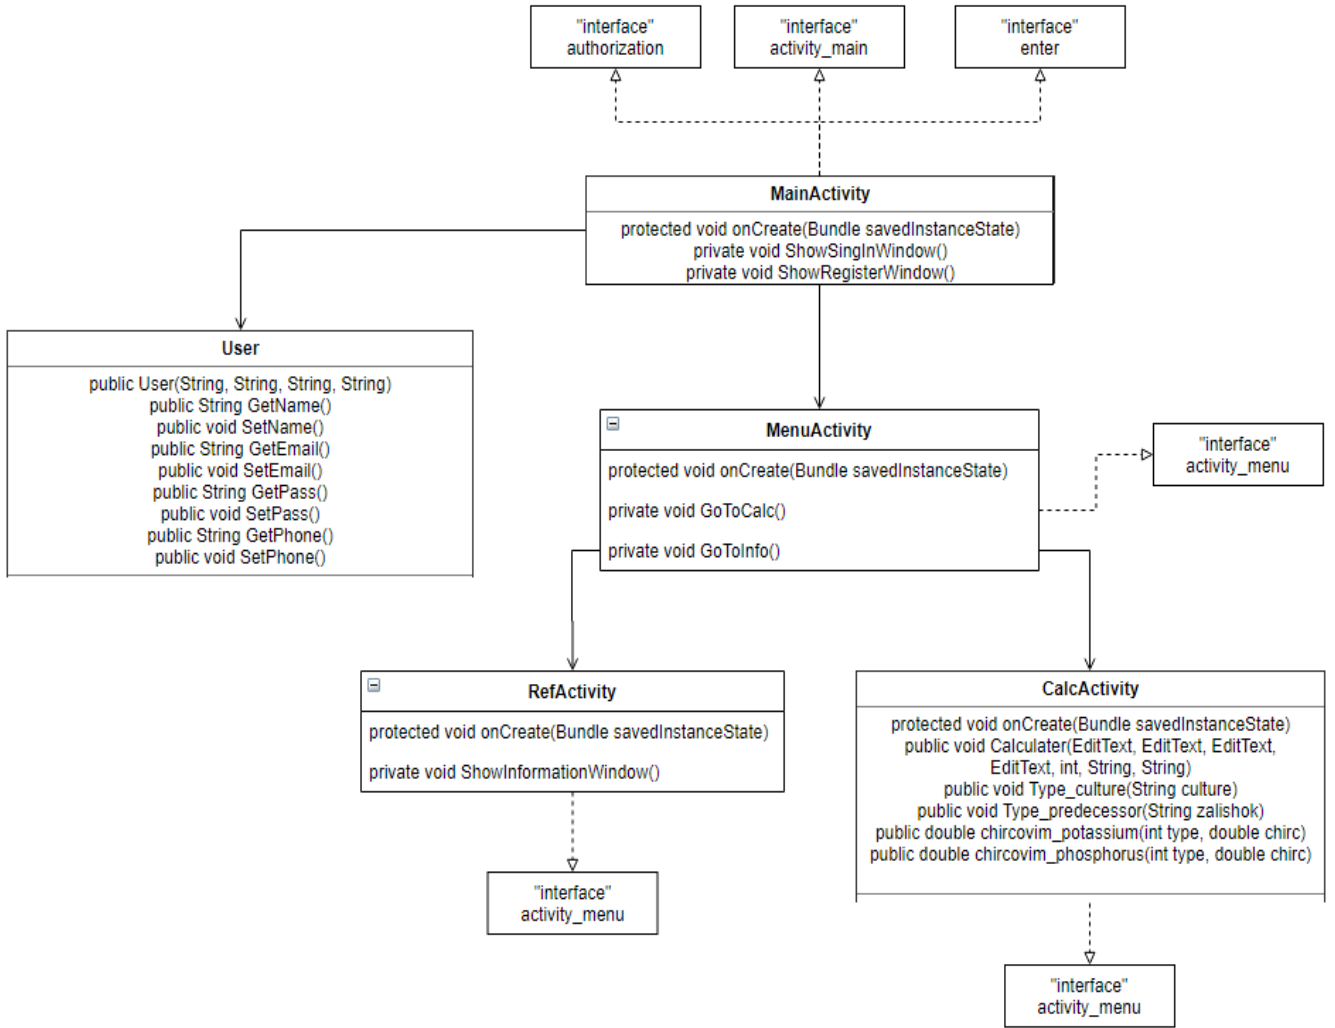 "interface"
authorization
"interface"
activity_main
"interface"
enter
MainActivity
protected void onCreate(Bundle savedInstanceState)
private void ShowSingInWindow()
private void ShowRegisterWindow()
User
public User(String, String, String, String)
public String GetName()
public void SetName()
public String GetEmail()
public void SetEmail()
public String GetPass()
public void SetPass()
public String GetPhone()
public void SetPhone()
MenuActivity
protected void onCreate(Bundle savedInstanceState)
private void GoToCalc()
private void GoToInfo()
"interface"
activity_menu
RefActivity
protected void onCreate(Bundle savedInstanceState)
private void ShowInformationWindow()
"interface"
activity_menu
CalcActivity
protected void onCreate(Bundle savedInstanceState)
public void Calculater(EditText, EditText, EditText,
EditText, int, String, String)
public void Type_culture(String culture)
public void Type_predecessor(String zalishok)
public double chircovim_potassium(int type, double chirc)
public double chircovim_phosphorus(int type, double chirc)
"interface"
activity_menu